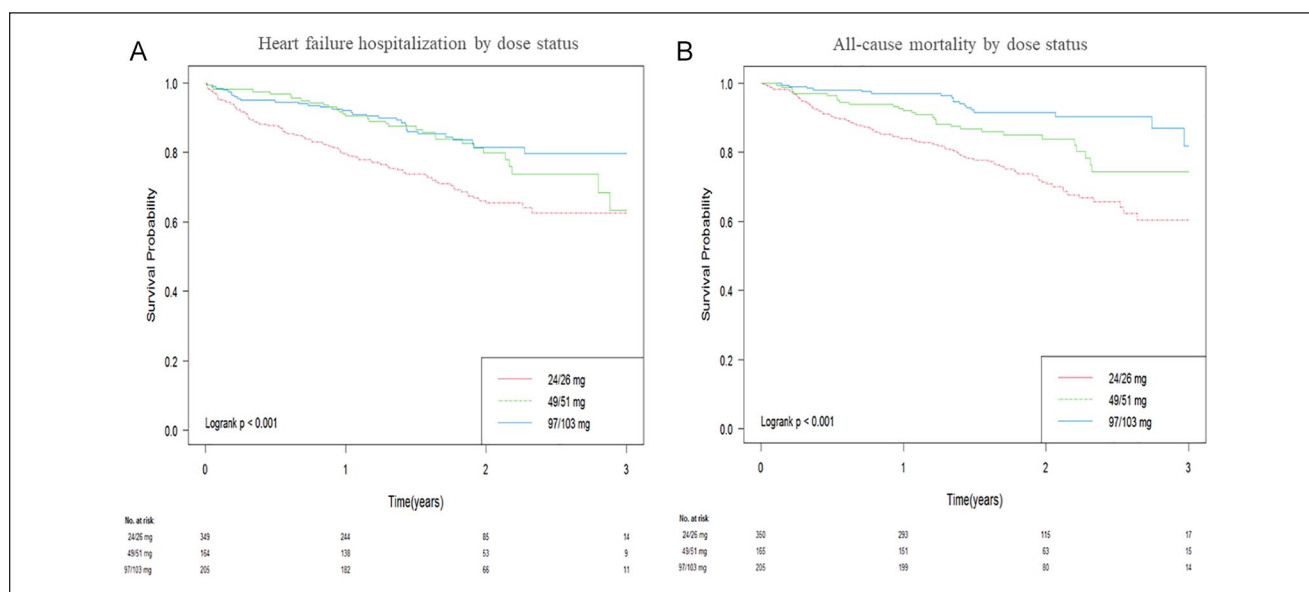 A
Heart failure hospitalization by dose status
Survival Probability
1.0
0.8
0.6
0.4
0.2
0.0
24/26 mg
49/51 mg
97/103 mg
Logrank p < 0.001
0 1 2 3
Time(years)
No. at risk:
24/26 mg 349 244 85 14
49/51 mg 164 138 53 9
97/103 mg 205 182 66 11
B
All-cause mortality by dose status
Survival Probability
1.0
0.8
0.6
0.4
0.2
0.0
24/26 mg
49/51 mg
97/103 mg
Logrank p < 0.001
0 1 2 3
Time(years)
No. at risk:
24/26 mg 350 293 115 17
49/51 mg 165 151 63 15
97/103 mg 205 199 80 14